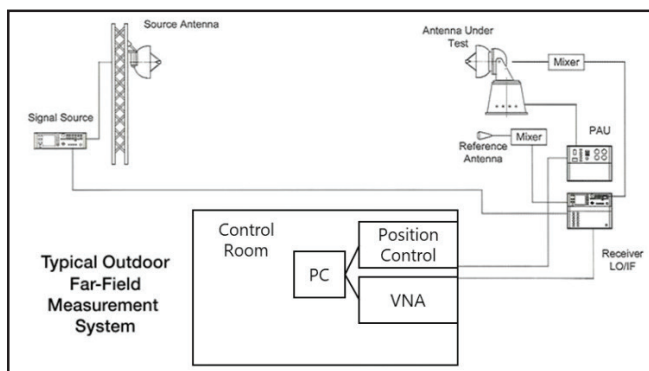 Source Antenna
Antenna Under
Test
Mixer
Signal Source
PAU
Mixer
Reference
Antenna
Control
Room
Position
Control
PC
VNA
Receiver
LO/IF
Typical Outdoor
Far-Field
Measurement
System